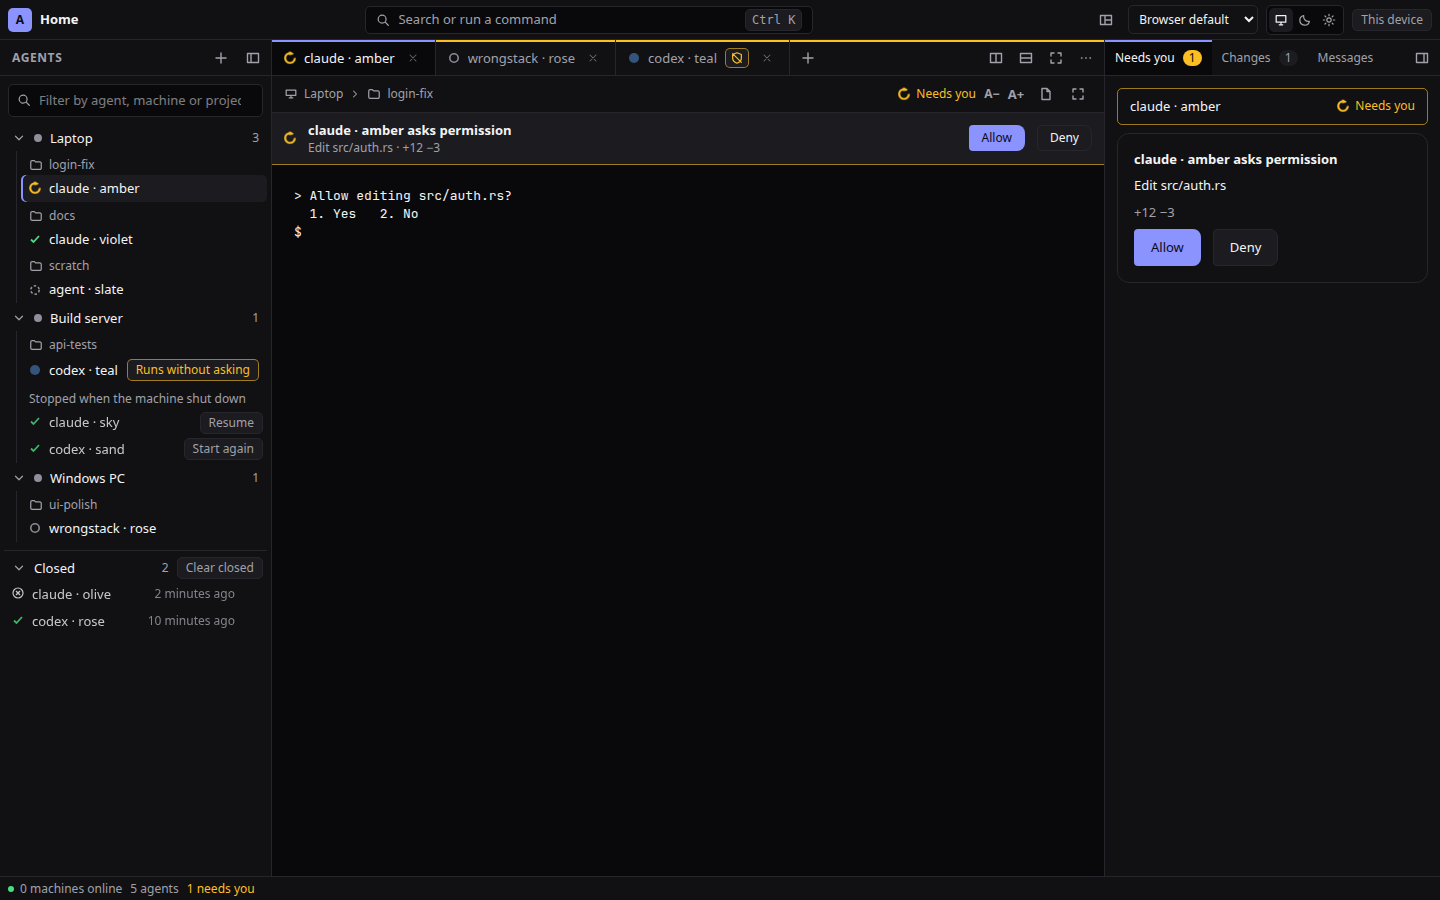 A Home
Search or run a command Ctrl K
Browser default
This device
AGENTS
Filter by agent, machine or projec
Laptop 3
login-fix
claude · amber
docs
claude · violet
scratch
agent · slate
Build server 1
api-tests
codex · teal Runs without asking
Stopped when the machine shut down
claude · sky Resume
codex · sand Start again
Windows PC 1
ui-polish
wrongstack · rose
Closed 2 Clear closed
claude · olive 2 minutes ago
codex · rose 10 minutes ago
claude · amber
wrongstack · rose
codex · teal
Laptop login-fix Needs you A− A+
claude · amber asks permission
Edit src/auth.rs · +12 −3
Allow Deny
> Allow editing src/auth.rs?
1. Yes 2. No
$
Needs you 1 Changes 1 Messages
claude · amber Needs you
claude · amber asks permission
Edit src/auth.rs
+12 −3
Allow Deny
0 machines online 5 agents 1 needs you